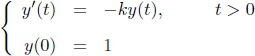 y′(t) = −ky(t), t > 0
y(0) = 1